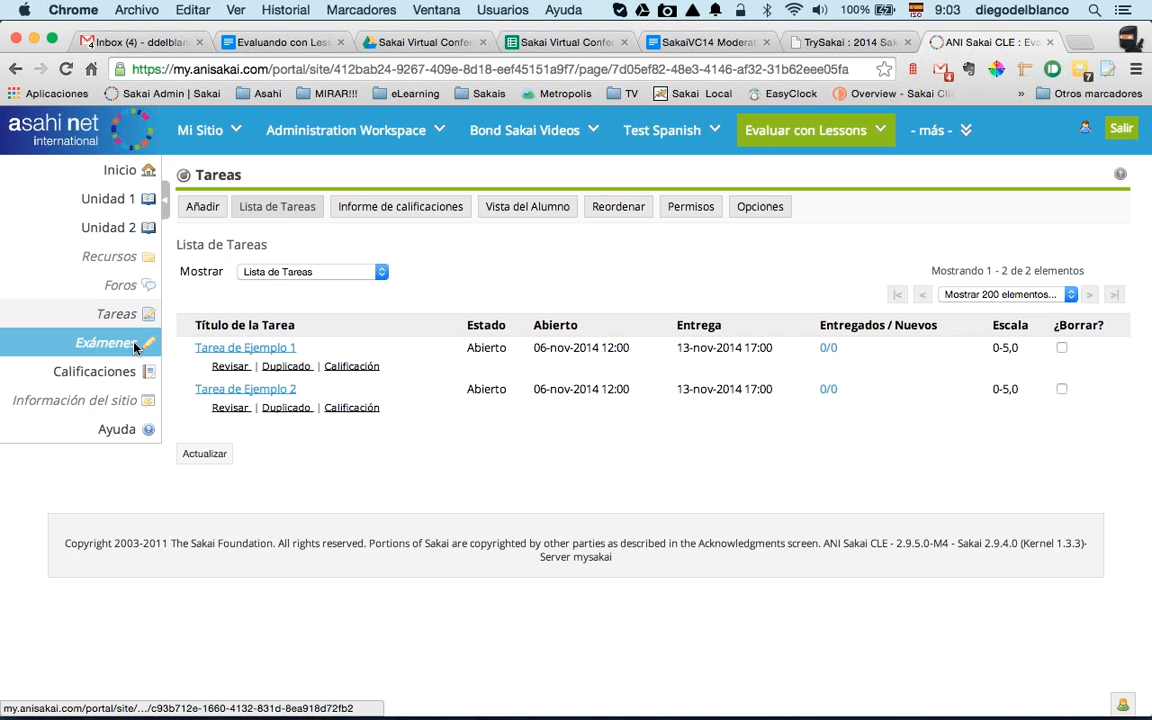 Chrome Archivo Editar Ver Historial Marcadores Ventana Usuarios Ayuda 100% ISO 9:03 diegodelblanco
Inbox (4) - ddelblan Evaluando con Less Sakai Virtual Confer Sakai Virtual Confer SakaiVC14 Moderat TrySakai : 2014 Sak ANI Sakai CLE : Eva
https://my.anisakai.com/portal/site/412bab24-9267-409e-8d18-eef45151a9f7/page/7d05ef82-48e3-4146-af32-31b62eee05fa
Aplicaciones Sakai Admin | Sakai Asahi MIRAR!!! eLearning Sakais Metropolis TV Sakai Local EasyClock Overview - Sakai CL » Otros marcadores
asahi net
international
Mi Sitio Administration Workspace Bond Sakai Videos Test Spanish Evaluar con Lessons - más - Salir
Inicio
Unidad 1
Unidad 2
Recursos
Foros
Tareas
Exámenes
Calificaciones
Información del sitio
Ayuda
Tareas
Añadir Lista de Tareas Informe de calificaciones Vista del Alumno Reordenar Permisos Opciones
Lista de Tareas
Mostrar Lista de Tareas
Mostrando 1 - 2 de 2 elementos
|< < Mostrar 200 elementos... > >|
Título de la Tarea Estado Abierto Entrega Entregados / Nuevos Escala ¿Borrar?
Tarea de Ejemplo 1 Abierto 06-nov-2014 12:00 13-nov-2014 17:00 0/0 0-5,0
Revisar | Duplicado | Calificación
Tarea de Ejemplo 2 Abierto 06-nov-2014 12:00 13-nov-2014 17:00 0/0 0-5,0
Revisar | Duplicado | Calificación
Actualizar
Copyright 2003-2011 The Sakai Foundation. All rights reserved. Portions of Sakai are copyrighted by other parties as described in the Acknowledgments screen. ANI Sakai CLE - 2.9.5.0-M4 - Sakai 2.9.4.0 (Kernel 1.3.3)-
Server mysakai
my.anisakai.com/portal/site/.../c93b712e-1660-4132-831d-8ea918d72fb2